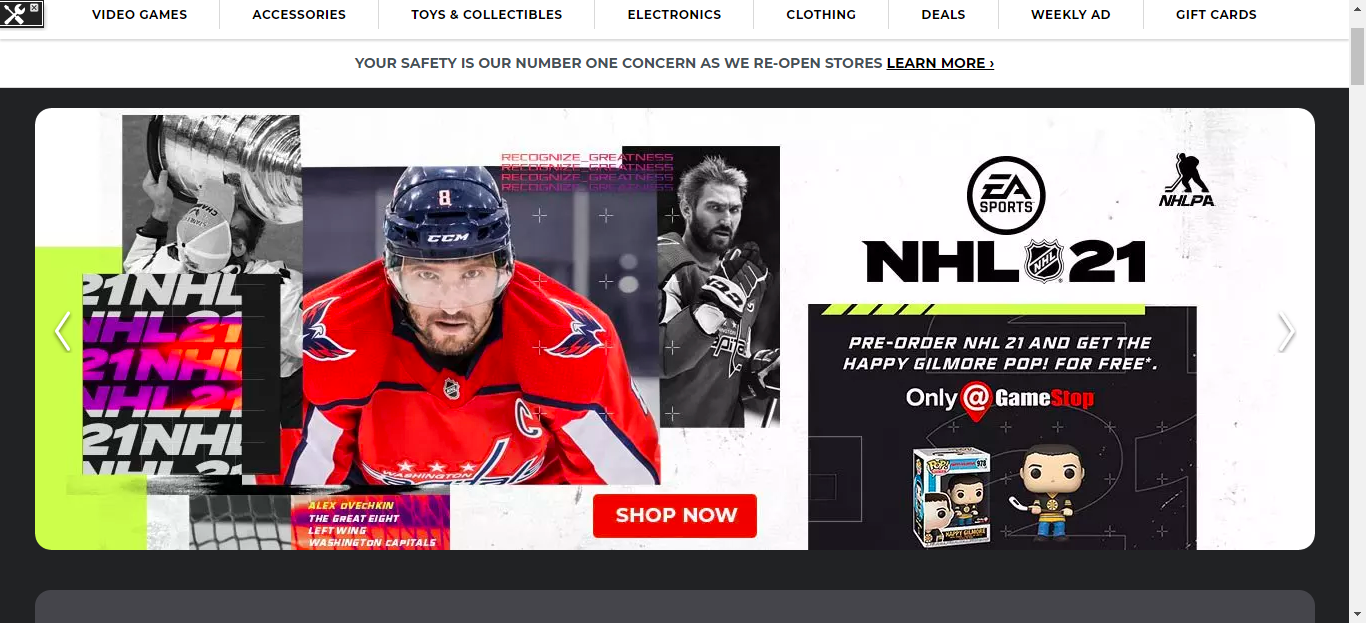 VIDEO GAMES
ACCESSORIES
TOYS & COLLECTIBLES
ELECTRONICS
CLOTHING
DEALS
WEEKLY AD
GIFT CARDS
YOUR SAFETY IS OUR NUMBER ONE CONCERN AS WE RE-OPEN STORES LEARN MORE ›
RECOGNIZE_GREATNESS
RECOGNIZE_GREATNESS
RECOGNIZE_GREATNESS
RECOGNIZE_GREATNESS
8
CCM
C
WASHINGTON
21NHL
NHL21
21NHL
NHL21
21NHL
NHL21
ALEX OVECHKIN
THE GREAT EIGHT
LEFT WING
WASHINGTON CAPITALS
SHOP NOW
EA
SPORTS
NHLPA
NHL NHL 21
PRE-ORDER NHL 21 AND GET THE
HAPPY GILMORE POP! FOR FREE*.
Only @ GameStop
POP!
978
HAPPY GILMORE